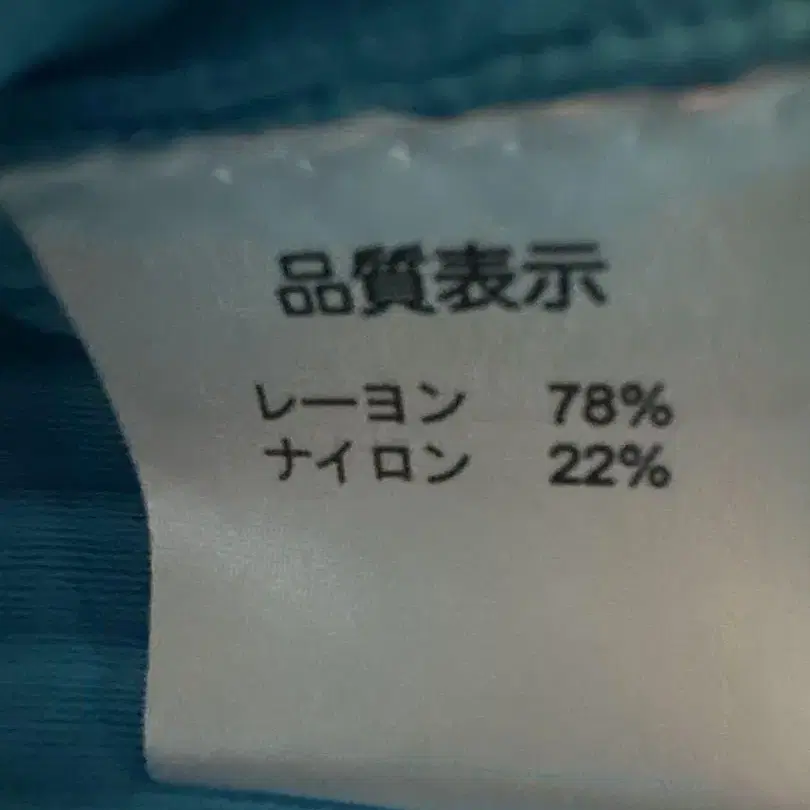 品質表示
レーヨン 78%
ナイロン 22%